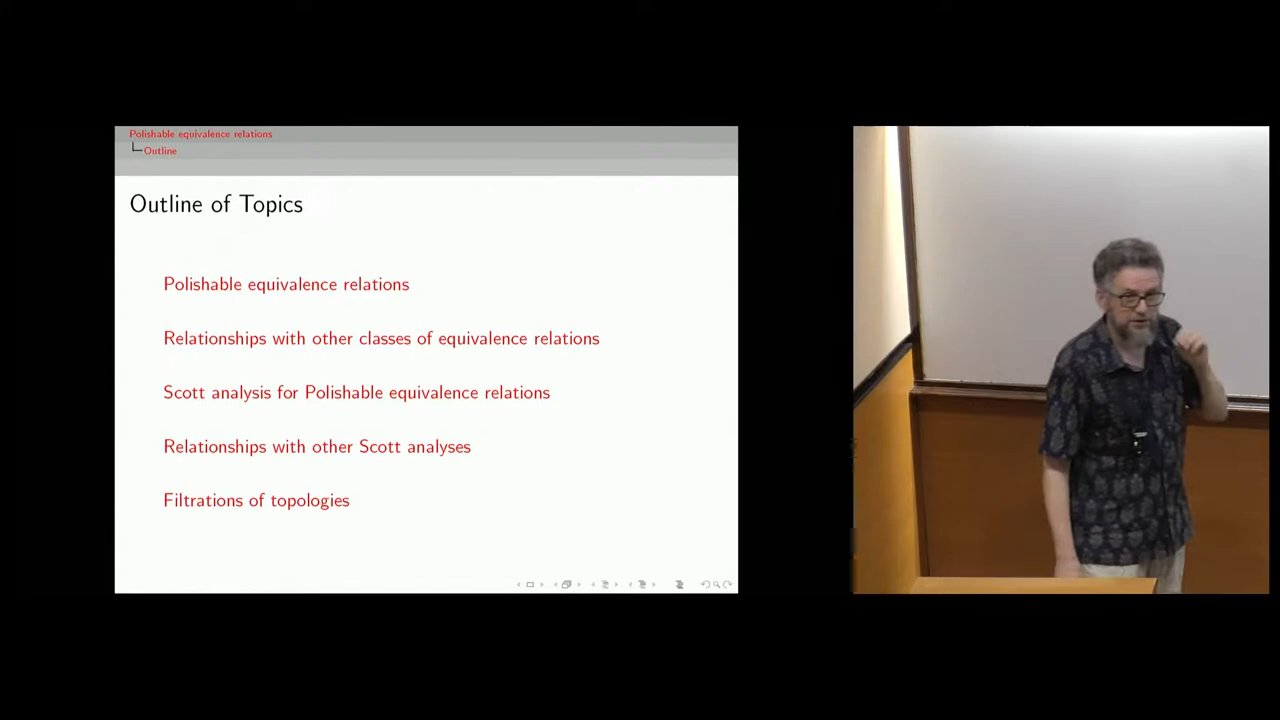 Polishable equivalence relations
Outline
Outline of Topics
Polishable equivalence relations
Relationships with other classes of equivalence relations
Scott analysis for Polishable equivalence relations
Relationships with other Scott analyses
Filtrations of topologies